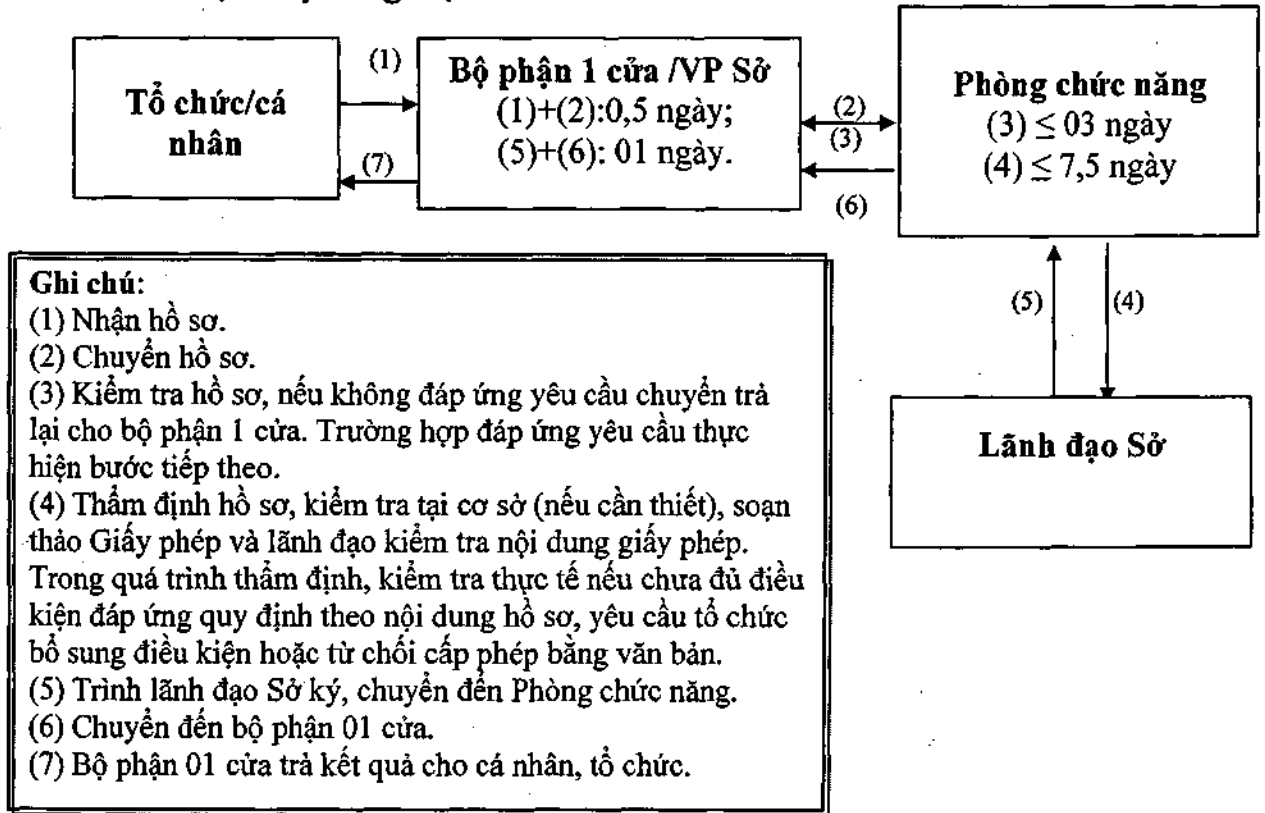 Tổ chức/cá
nhân
(1)
(7)
Bộ phận 1 cửa /VP Sở
(1)+(2):0,5 ngày;
(5)+(6): 01 ngày.
(2)
(3)
(6)
Phòng chức năng
(3) ≤ 03 ngày
(4) ≤ 7,5 ngày
(5)
(4)
Lãnh đạo Sở
Ghi chú:
(1) Nhận hồ sơ.
(2) Chuyển hồ sơ.
(3) Kiểm tra hồ sơ, nếu không đáp ứng yêu cầu chuyển trả
lại cho bộ phận 1 cửa. Trường hợp đáp ứng yêu cầu thực
hiện bước tiếp theo.
(4) Thẩm định hồ sơ, kiểm tra tại cơ sở (nếu cần thiết), soạn
thảo Giấy phép và lãnh đạo kiểm tra nội dung giấy phép.
Trong quá trình thẩm định, kiểm tra thực tế nếu chưa đủ điều
kiện đáp ứng quy định theo nội dung hồ sơ, yêu cầu tổ chức
bổ sung điều kiện hoặc từ chối cấp phép bằng văn bản.
(5) Trình lãnh đạo Sở ký, chuyển đến Phòng chức năng.
(6) Chuyển đến bộ phận 01 cửa.
(7) Bộ phận 01 cửa trả kết quả cho cá nhân, tổ chức.